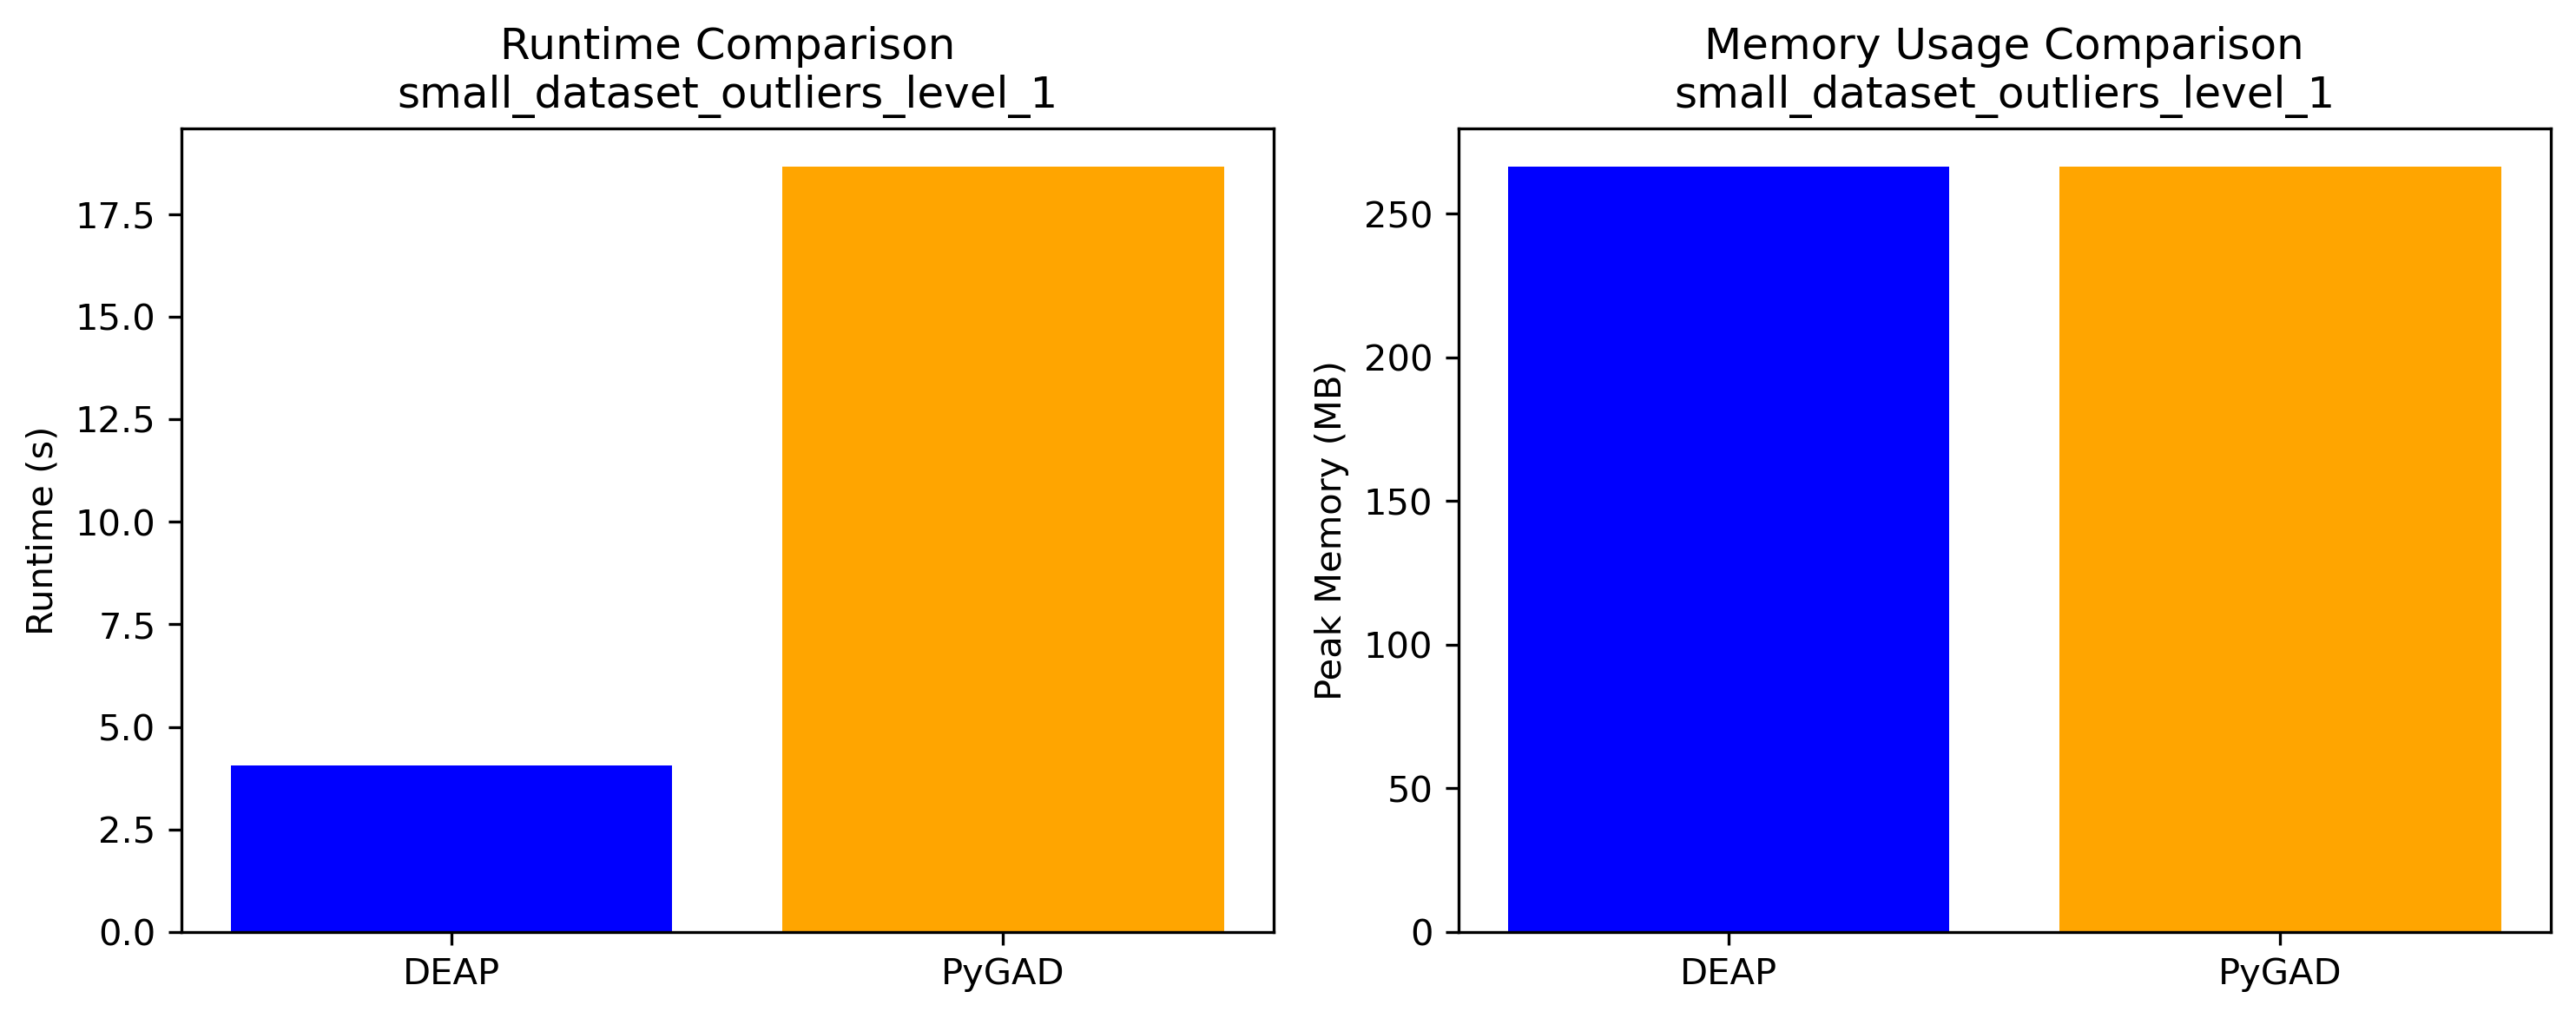 Runtime Comparison
small_dataset_outliers_level_1
Runtime (s)
17.5
15.0
12.5
10.0
7.5
5.0
2.5
0.0
DEAP
PyGAD
Memory Usage Comparison
small_dataset_outliers_level_1
Peak Memory (MB)
250
200
150
100
50
0
DEAP
PyGAD